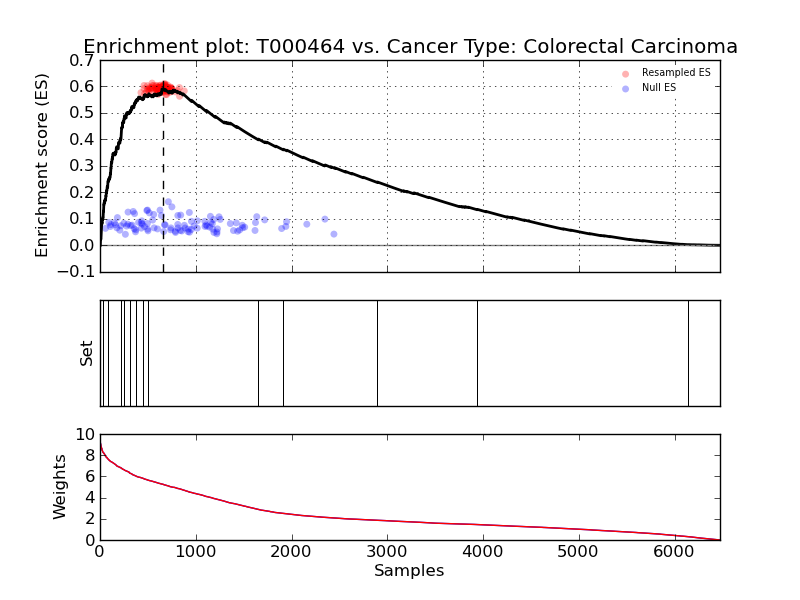 Enrichment plot: T000464 vs. Cancer Type: Colorectal Carcinoma
Enrichment score (ES)
0.7
0.6
0.5
0.4
0.3
0.2
0.1
0.0
−0.1
Resampled ES
Null ES
Set
Weights
10
8
6
4
2
0
0 1000 2000 3000 4000 5000 6000
Samples